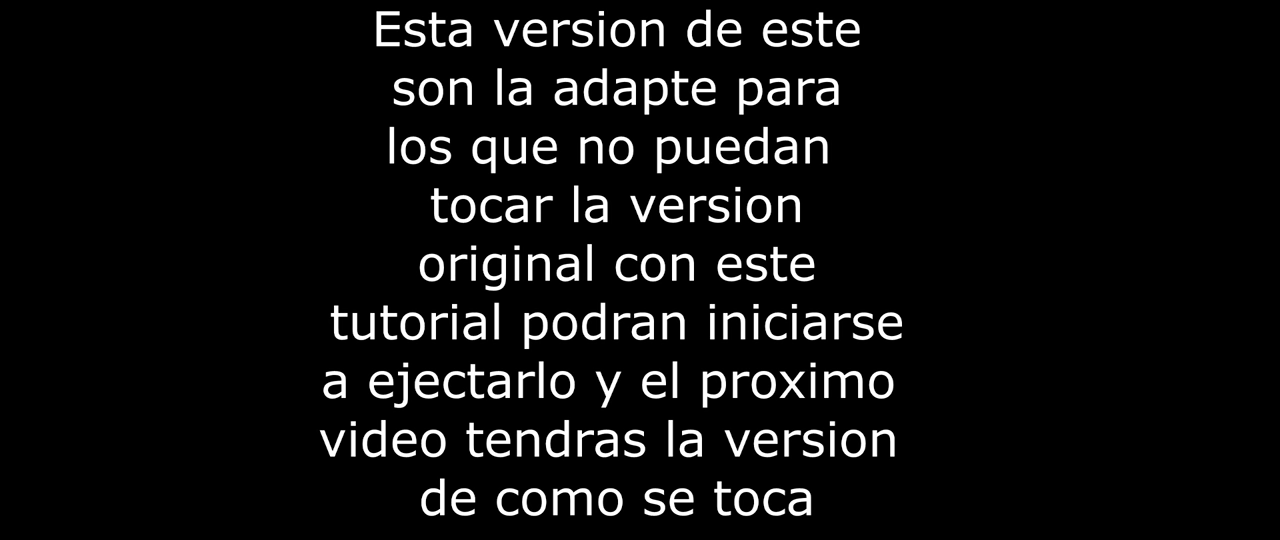 Esta version de este
son la adapte para
los que no puedan
tocar la version
original con este
tutorial podran iniciarse
a ejectarlo y el proximo
video tendras la version
de como se toca